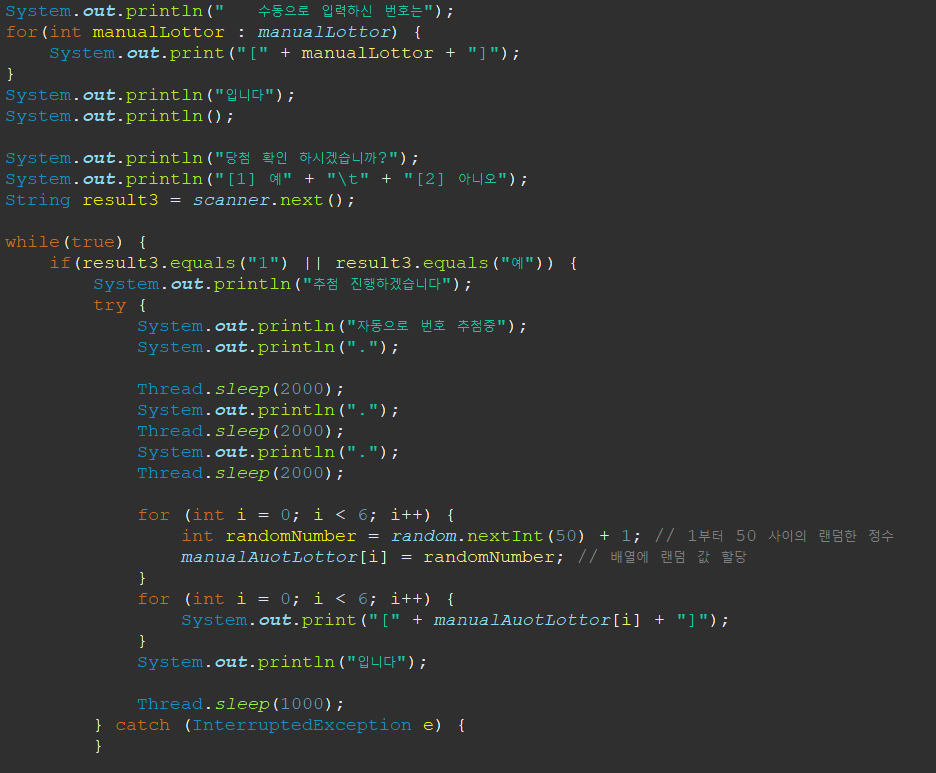 System.out.println("   수동으로 입력하신 번호는");
for(int manualLottor : manualLottor) {
    System.out.print("[" + manualLottor + "]");
}
System.out.println("입니다");
System.out.println();

System.out.println("당첨 확인 하시겠습니까?");
System.out.println("[1] 예" + "\t" + "[2] 아니오");
String result3 = scanner.next();

while(true) {
    if(result3.equals("1") || result3.equals("예")) {
        System.out.println("추첨 진행하겠습니다");
        try {
            System.out.println("자동으로 번호 추첨중");
            System.out.println(".");

            Thread.sleep(2000);
            System.out.println(".");
            Thread.sleep(2000);
            System.out.println(".");
            Thread.sleep(2000);

            for (int i = 0; i < 6; i++) {
                int randomNumber = random.nextInt(50) + 1; // 1부터 50 사이의 랜덤한 정수
                manualAuotLottor[i] = randomNumber; // 배열에 랜덤 값 할당
            }
            for (int i = 0; i < 6; i++) {
                System.out.print("[" + manualAuotLottor[i] + "]");
            }
            System.out.println("입니다");

            Thread.sleep(1000);
        } catch (InterruptedException e) {
        }